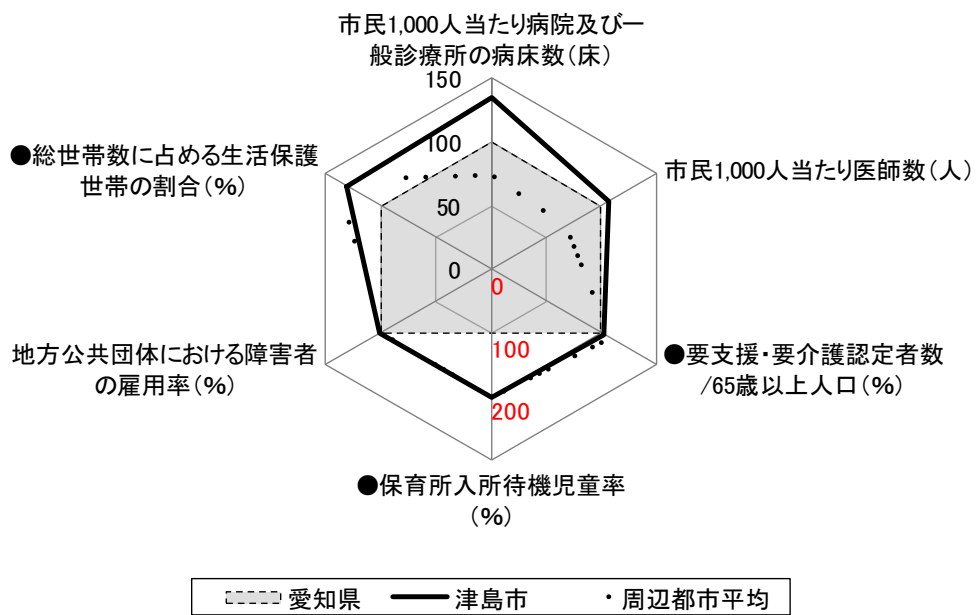 市民1,000人当たり病院及び一
般診療所の病床数(床)
150
●総世帯数に占める生活保護
世帯の割合(%)
100
市民1,000人当たり医師数(人)
50
0
0
地方公共団体における障害者
の雇用率(%)
100
●要支援・要介護認定者数
/65歳以上人口(%)
200
●保育所入所待機児童率
(%)
愛知県 津島市 周辺都市平均